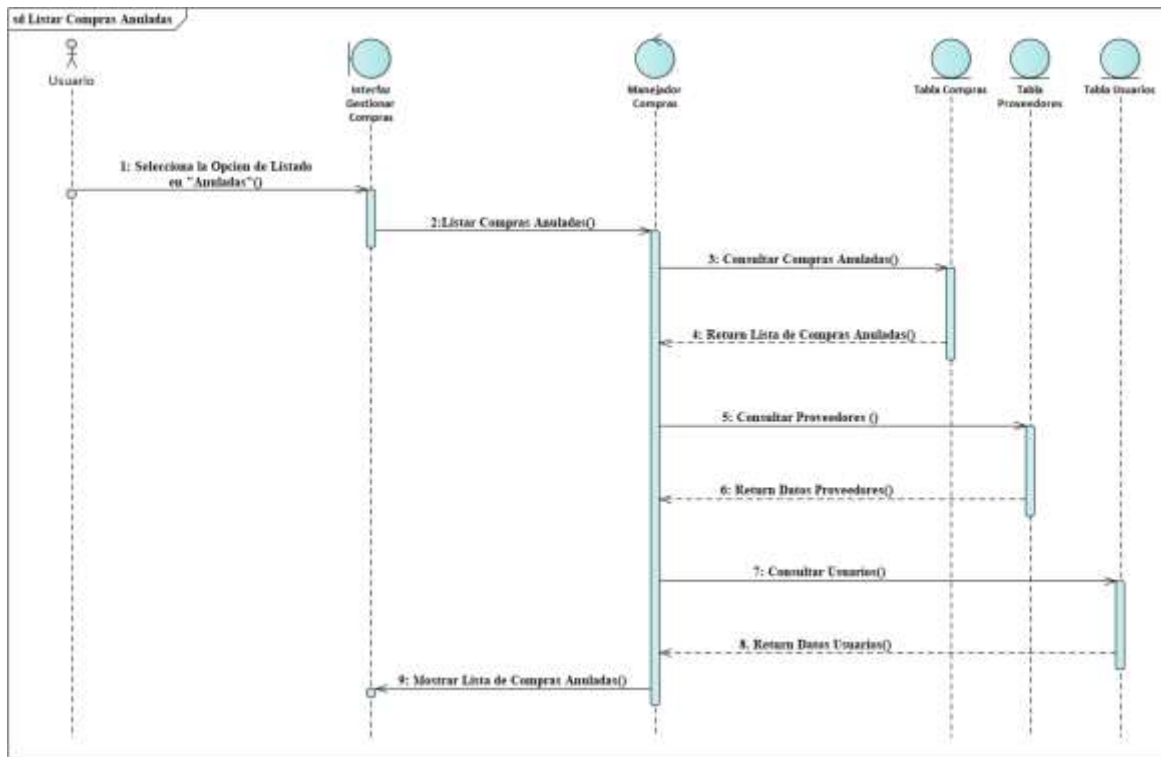 sd Listar Compras Anuladas
Usuario
Interfaz
Gestionar
Compras
Manejador
Compras
Tabla Compras
Tabla
Proveedores
Tabla Usuarios
1: Selecciona la Opcion de Listado
en "Anuladas"()
2:Listar Compras Anulades()
3: Consultar Compras Anuladas()
4: Return Lista de Compras Anuladas()
5: Consultar Proveedores ()
6: Return Datos Proveedores()
7: Consultar Usuarios()
8. Return Datos Usuarios()
9: Mostrar Lista de Compras Anuladas()